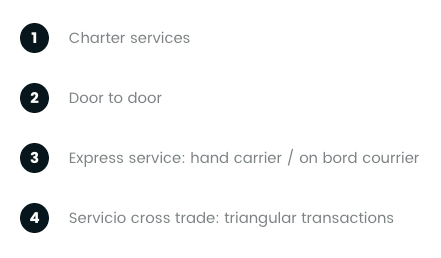 1 Charter services
2 Door to door
3 Express service: hand carrier / on bord courrier
4 Servicio cross trade: triangular transactions